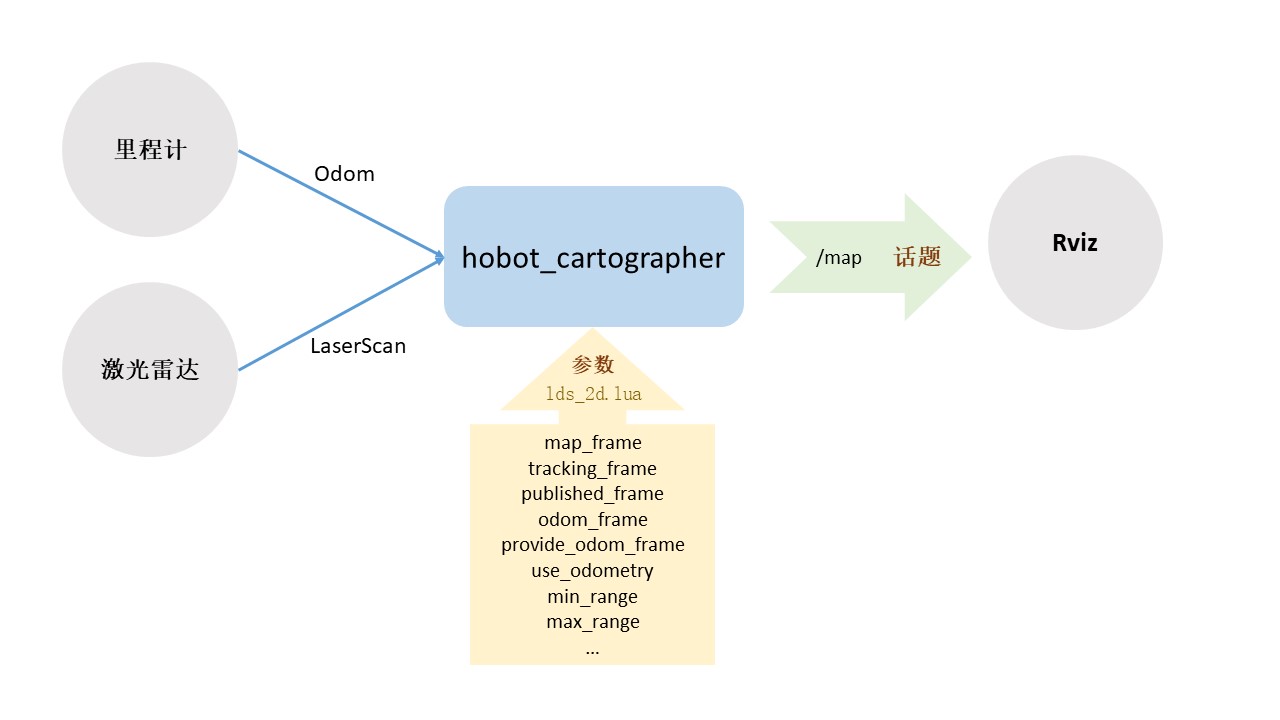 里程计
Odom
激光雷达
LaserScan
hobot_cartographer
/map 话题
Rviz
参数
lds_2d.lua
map_frame
tracking_frame
published_frame
odom_frame
provide_odom_frame
use_odometry
min_range
max_range
...